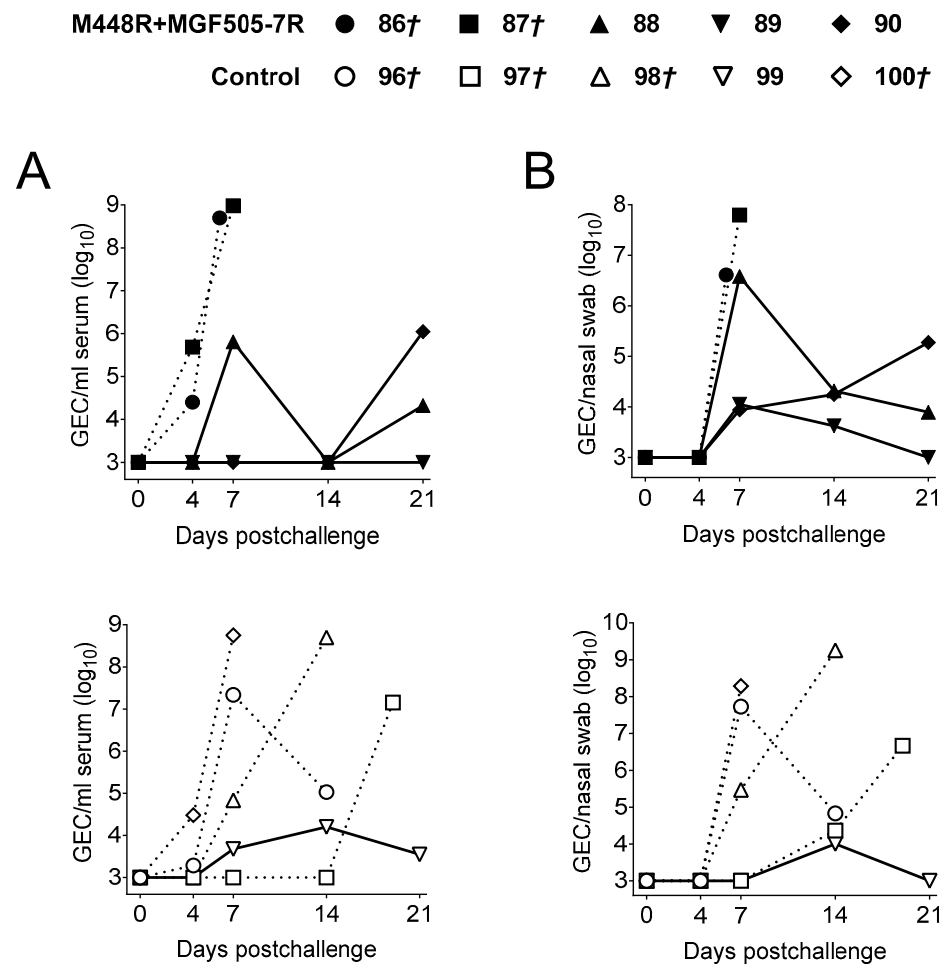 M448R+MGF505-7R 86† 87† 88 89 90
Control 96† 97† 98† 99 100†
A
B
GEC/ml serum (log10)
9
8
7
6
5
4
3
0 4 7 14 21
Days postchallenge
GEC/nasal swab (log10)
8
7
6
5
4
3
0 4 7 14 21
Days postchallenge
GEC/ml serum (log10)
9
8
7
6
5
4
3
0 4 7 14 21
Days postchallenge
GEC/nasal swab (log10)
10
9
8
7
6
5
4
3
0 4 7 14 21
Days postchallenge